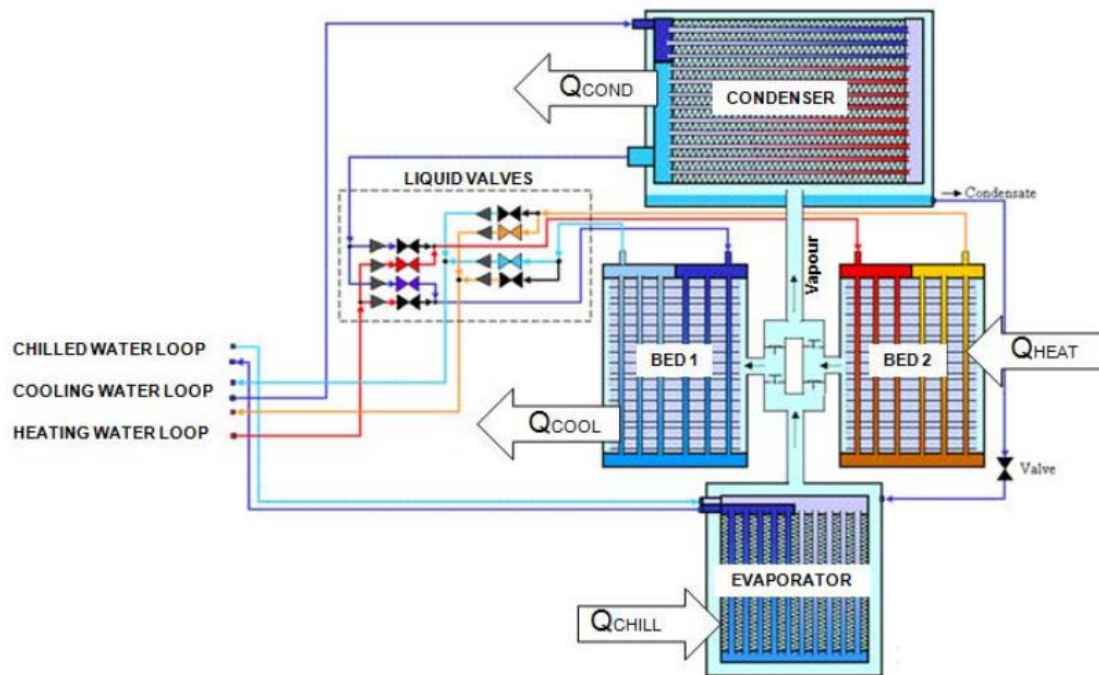 QCOND
CONDENSER
LIQUID VALVES
Condensate
Vapour
CHILLED WATER LOOP
COOLING WATER LOOP
HEATING WATER LOOP
BED 1
BED 2
QHEAT
QCOOL
Valve
EVAPORATOR
QCHILL